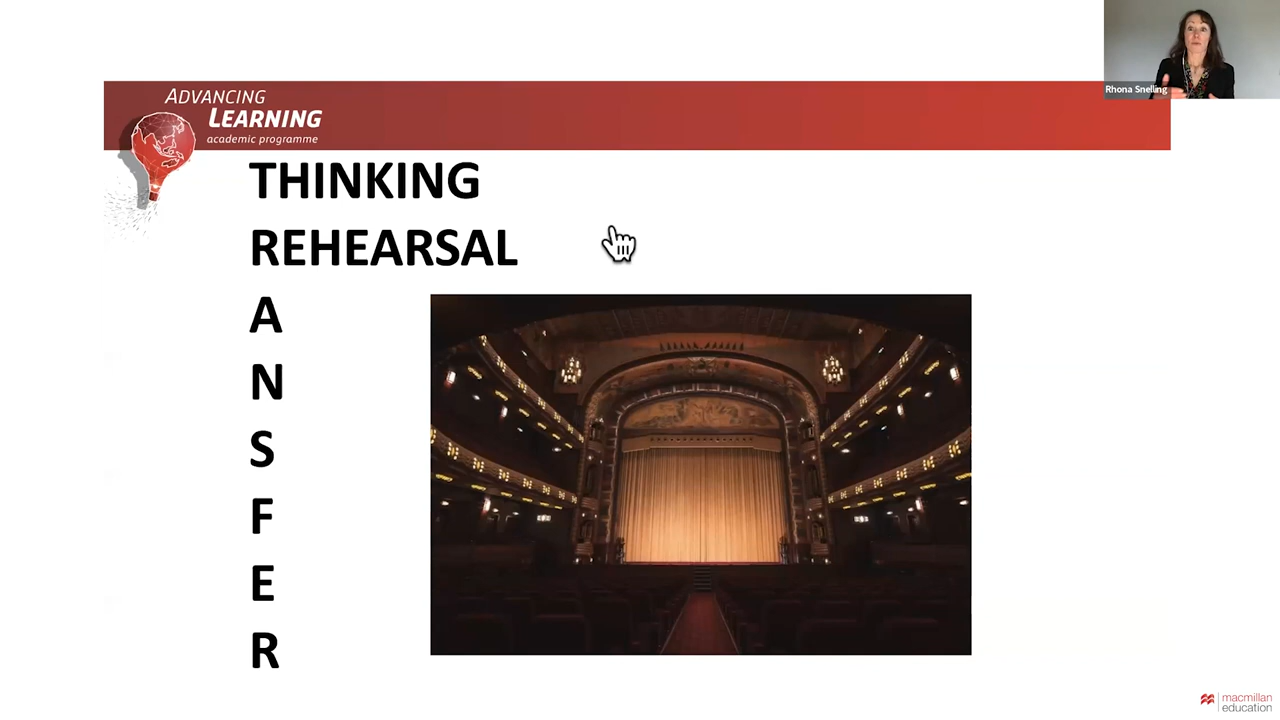 Rhona Snelling
ADVANCING
LEARNING
academic programme
THINKING
REHEARSAL
A
N
S
F
E
R
macmillan
education